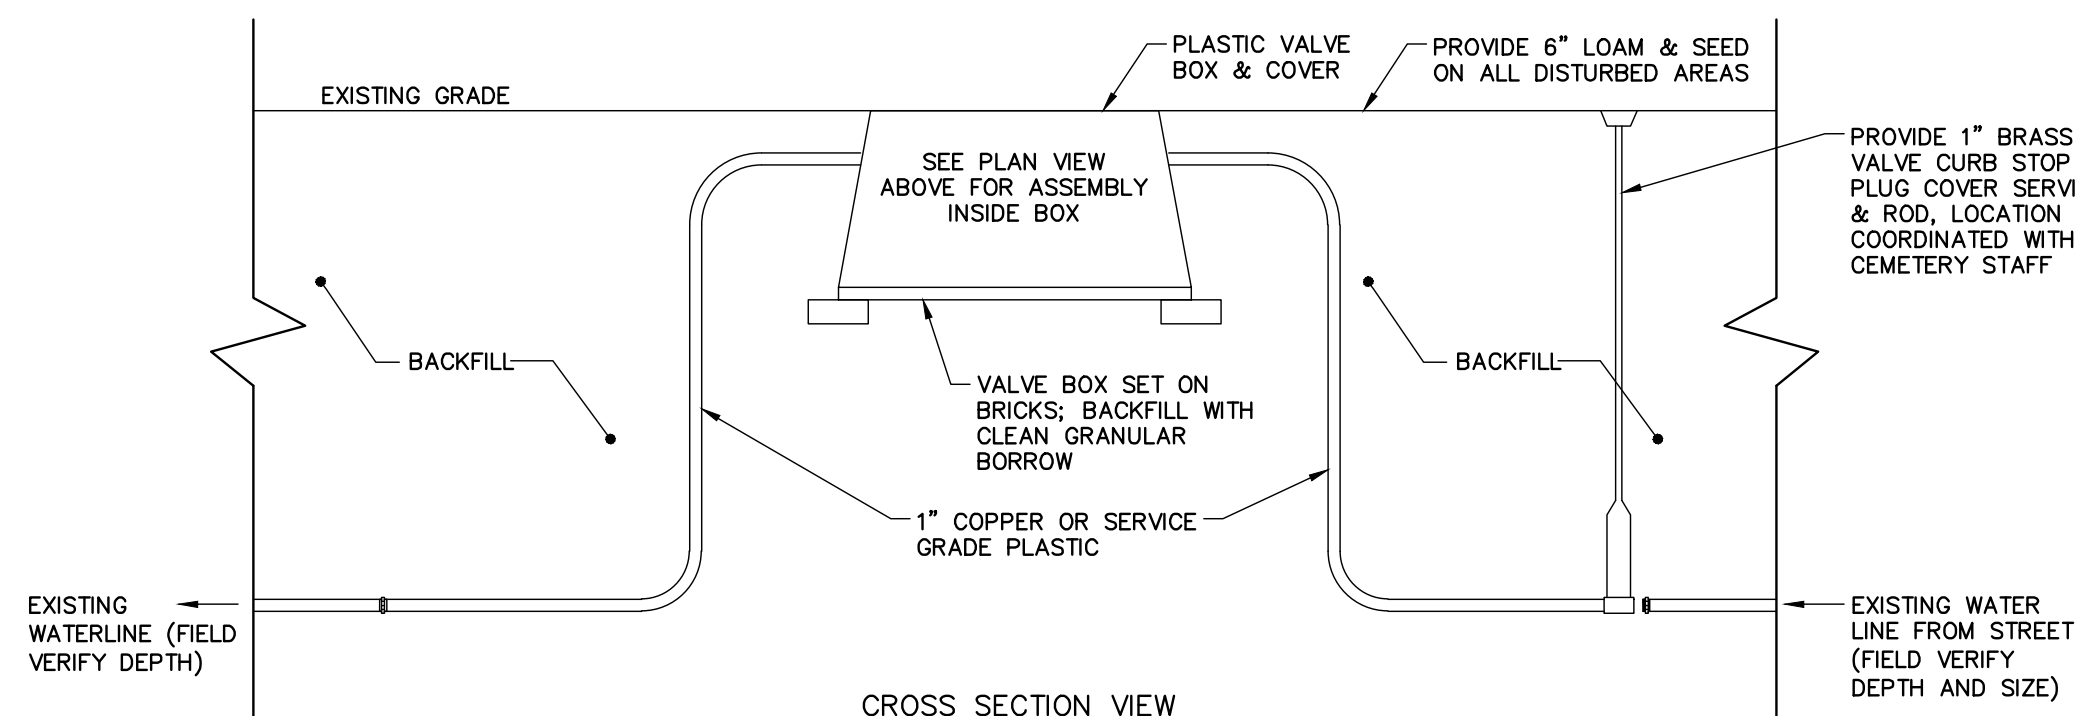 PLASTIC VALVE
BOX & COVER
PROVIDE 6" LOAM & SEED
ON ALL DISTURBED AREAS
EXISTING GRADE
PROVIDE 1" BRASS
VALVE CURB STOP
PLUG COVER SERVI
& ROD, LOCATION
COORDINATED WITH
CEMETERY STAFF
SEE PLAN VIEW
ABOVE FOR ASSEMBLY
INSIDE BOX
BACKFILL
BACKFILL
VALVE BOX SET ON
BRICKS; BACKFILL WITH
CLEAN GRANULAR
BORROW
1" COPPER OR SERVICE
GRADE PLASTIC
EXISTING
WATERLINE (FIELD
VERIFY DEPTH)
EXISTING WATER
LINE FROM STREET
(FIELD VERIFY
DEPTH AND SIZE)
CROSS SECTION VIEW